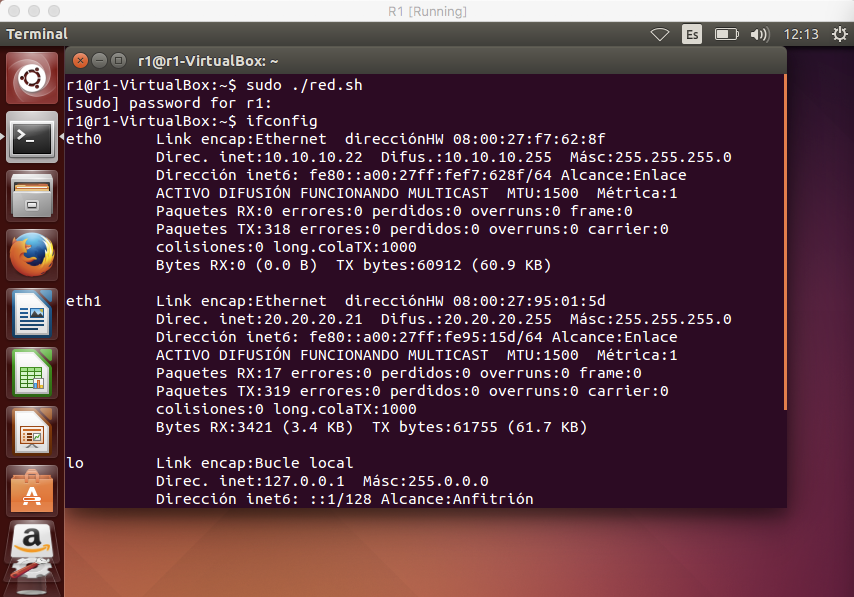 R1 [Running]
Terminal
Es
12:13
r1@r1-VirtualBox: ~
r1@r1-VirtualBox:~$ sudo ./red.sh
[sudo] password for r1:
r1@r1-VirtualBox:~$ ifconfig
eth0      Link encap:Ethernet  direcciónHW 08:00:27:f7:62:8f
          Direc. inet:10.10.10.22  Difus.:10.10.10.255  Másc:255.255.255.0
          Dirección inet6: fe80::a00:27ff:fef7:628f/64 Alcance:Enlace
          ACTIVO DIFUSIÓN FUNCIONANDO MULTICAST  MTU:1500  Métrica:1
          Paquetes RX:0 errores:0 perdidos:0 overruns:0 frame:0
          Paquetes TX:318 errores:0 perdidos:0 overruns:0 carrier:0
          colisiones:0 long.colaTX:1000
          Bytes RX:0 (0.0 B)  TX bytes:60912 (60.9 KB)
eth1      Link encap:Ethernet  direcciónHW 08:00:27:95:01:5d
          Direc. inet:20.20.20.21  Difus.:20.20.20.255  Másc:255.255.255.0
          Dirección inet6: fe80::a00:27ff:fe95:15d/64 Alcance:Enlace
          ACTIVO DIFUSIÓN FUNCIONANDO MULTICAST  MTU:1500  Métrica:1
          Paquetes RX:17 errores:0 perdidos:0 overruns:0 frame:0
          Paquetes TX:319 errores:0 perdidos:0 overruns:0 carrier:0
          colisiones:0 long.colaTX:1000
          Bytes RX:3421 (3.4 KB)  TX bytes:61755 (61.7 KB)
lo        Link encap:Bucle local
          Direc. inet:127.0.0.1  Másc:255.0.0.0
          Dirección inet6: ::1/128 Alcance:Anfitrión